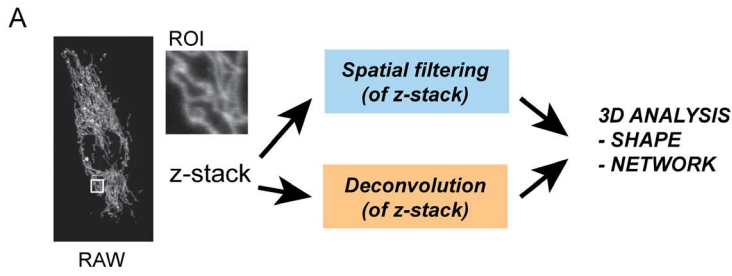 A
ROI
Spatial filtering
(of z-stack)
3D ANALYSIS
- SHAPE
- NETWORK
z-stack
Deconvolution
(of z-stack)
RAW